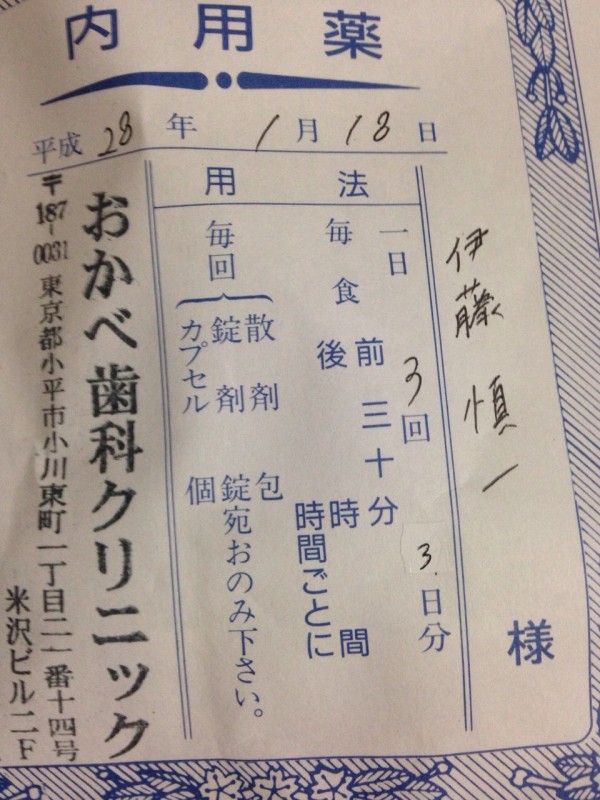 内用薬
平成 28 年 1 月 18 日
伊藤慎一 様
用法
一日 3 回 3. 日分
毎食 前 三十分
後 時間
時間ごとに
毎回 散剤 包
錠剤 錠宛おのみ下さい。
カプセル 個
おかべ歯科クリニック
〒187-0031 東京都小平市小川東町一丁目二一番十四号
米沢ビル二F